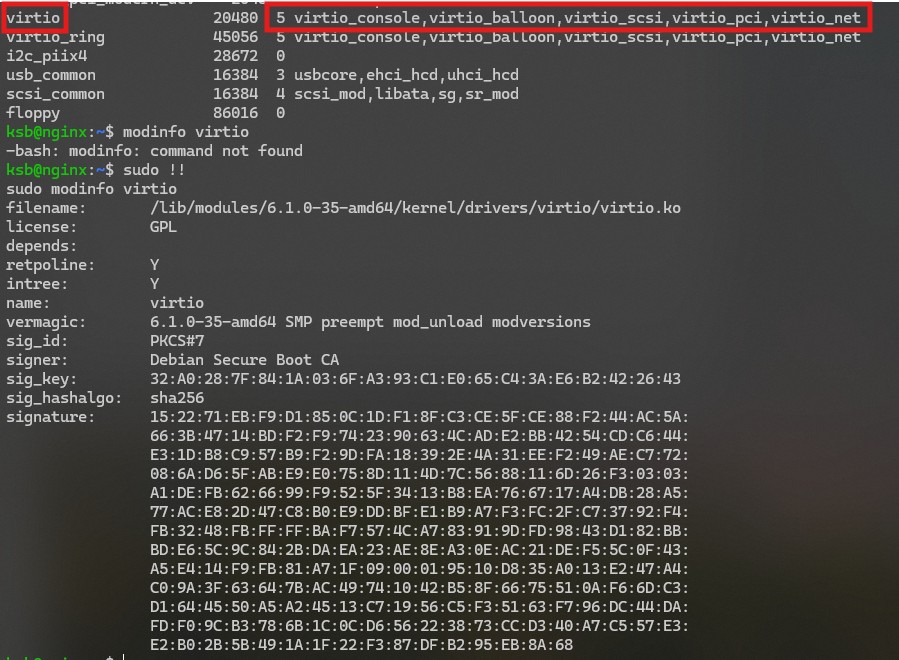 virtio 20480 5 virtio_console,virtio_balloon,virtio_scsi,virtio_pci,virtio_net
virtio_ring 45056 5 virtio_console,virtio_balloon,virtio_scsi,virtio_pci,virtio_net
i2c_piix4 28672 0
usb_common 16384 3 usbcore,ehci_hcd,uhci_hcd
scsi_common 16384 4 scsi_mod,libata,sg,sr_mod
floppy 86016 0
ksb@nginx:~$ modinfo virtio
-bash: modinfo: command not found
ksb@nginx:~$ sudo !!
sudo modinfo virtio
filename: /lib/modules/6.1.0-35-amd64/kernel/drivers/virtio/virtio.ko
license: GPL
depends:
retpoline: Y
intree: Y
name: virtio
vermagic: 6.1.0-35-amd64 SMP preempt mod_unload modversions
sig_id: PKCS#7
signer: Debian Secure Boot CA
sig_key: 32:A0:28:7F:84:1A:03:6F:A3:93:C1:E0:65:C4:3A:E6:B2:42:26:43
sig_hashalgo: sha256
signature: 15:22:71:EB:F9:D1:85:0C:1D:F1:8F:C3:CE:5F:CE:88:F2:44:AC:5A:
66:3B:47:14:BD:F2:F9:74:23:90:63:4C:AD:E2:BB:42:54:CD:C6:44:
E3:1D:B8:C9:57:B9:F2:9D:FA:18:39:2E:4A:31:EE:F2:49:AE:C7:72:
08:6A:D6:5F:AB:E9:E0:75:8D:11:4D:7C:56:88:11:6D:26:F3:03:03:
A1:DE:FB:62:66:99:F9:52:5F:34:13:B8:EA:76:67:17:A4:DB:28:A5:
77:AC:E8:2D:47:C8:B0:E9:DD:BF:E1:B9:A7:F3:FC:2F:C7:37:92:F4:
FB:32:48:FB:FF:FF:BA:F7:57:4C:A7:83:91:9D:FD:98:43:D1:82:BB:
BD:E6:5C:9C:84:2B:DA:EA:23:AE:8E:A3:0E:AC:21:DE:F5:5C:0F:43:
A5:E4:14:F9:FB:81:A7:1F:09:00:01:95:10:D8:35:A0:13:E2:47:A4:
C0:9A:3F:63:64:7B:AC:49:74:10:42:B5:8F:66:75:51:0A:F6:6D:C3:
D1:64:45:50:A5:A2:45:13:C7:19:56:C5:F3:51:63:F7:96:DC:44:DA:
FD:F0:9C:B3:78:6B:1C:0C:D6:56:22:38:73:CC:D3:40:A7:C5:57:E3:
E2:B0:2B:5B:49:1A:1F:22:F3:87:DF:B2:95:EB:8A:68